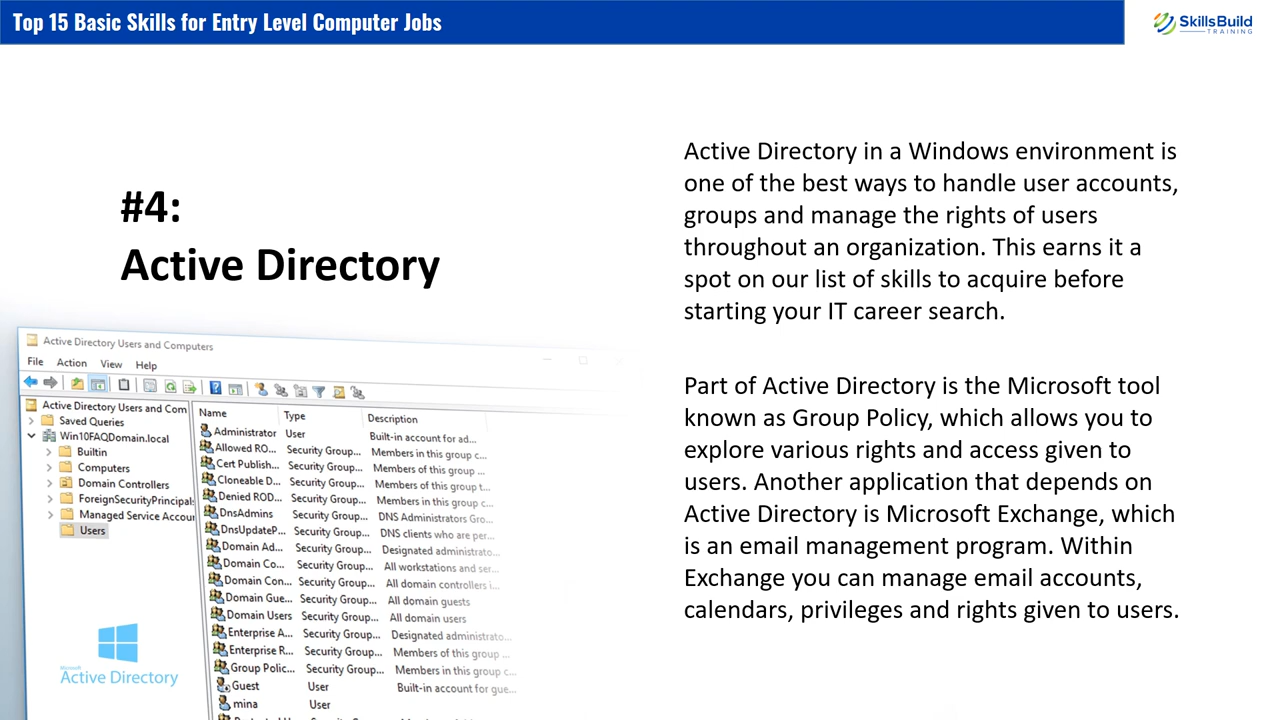 Top 15 Basic Skills for Entry Level Computer Jobs
SkillsBuild
TRAINING
#4:
Active Directory
Active Directory in a Windows environment is
one of the best ways to handle user accounts,
groups and manage the rights of users
throughout an organization. This earns it a
spot on our list of skills to acquire before
starting your IT career search.
Part of Active Directory is the Microsoft tool
known as Group Policy, which allows you to
explore various rights and access given to
users. Another application that depends on
Active Directory is Microsoft Exchange, which
is an email management program. Within
Exchange you can manage email accounts,
calendars, privileges and rights given to users.
Active Directory Users and Computers
File Action View Help
Active Directory Users and Com
Saved Queries
Win10FAQDomain.local
Builtin
Computers
Domain Controllers
ForeignSecurityPrincipals
Managed Service Accour
Users
Name Type Description
Administrator User Built-in account for ad...
Allowed RO... Security Group... Members in this group c...
Cert Publish... Security Group... Members of this group ...
Cloneable D... Security Group... Members of this group t...
Denied ROD... Security Group... Members in this group c...
DnsAdmins Security Group... DNS Administrators Gro...
DnsUpdateP... Security Group... DNS clients who are per...
Domain Ad... Security Group... Designated administrato...
Domain Co... Security Group... All workstations and ser...
Domain Con... Security Group... All domain controllers i...
Domain Gue... Security Group... All domain guests
Domain Users Security Group... All domain users
Enterprise A... Security Group... Designated administrato...
Enterprise R... Security Group... Members of this group ...
Group Polic... Security Group... Members in this group c...
Guest User Built-in account for gue...
mina User
Microsoft
Active Directory